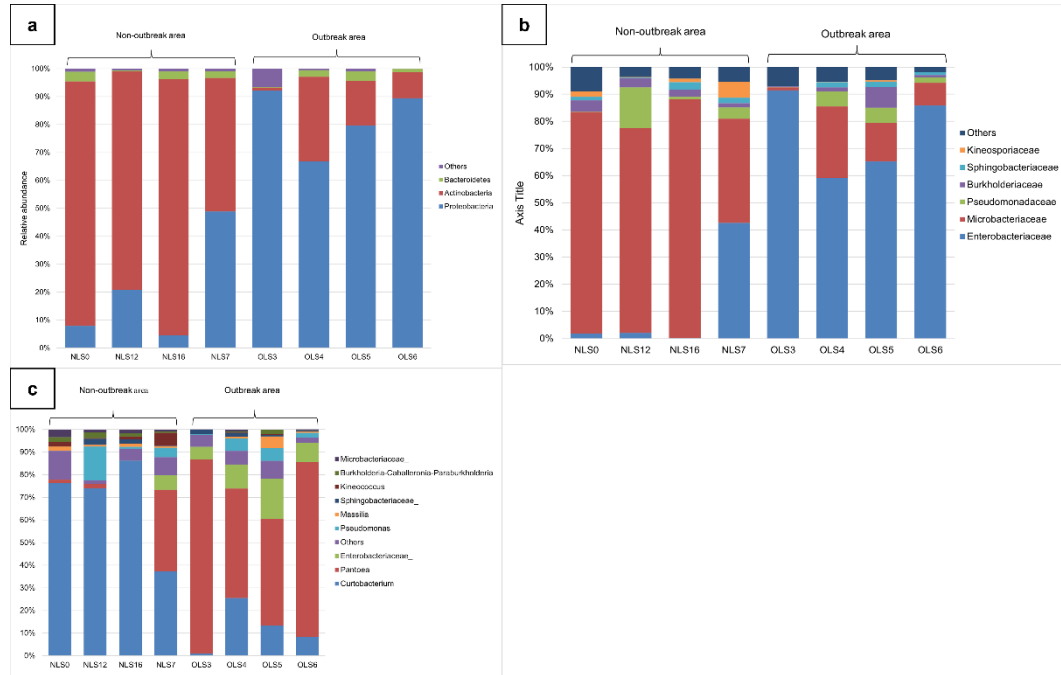 a
Non-outbreak area
Outbreak area
100%
90%
80%
70%
60%
50%
40%
30%
20%
10%
0%
Relative abundance
NLS0 NLS12 NLS16 NLS7 OLS3 OLS4 OLS5 OLS6
Others
Bacteroidetes
Actinobacteria
Proteobacteria
b
Non-outbreak area
Outbreak area
100%
90%
80%
70%
60%
50%
40%
30%
20%
10%
0%
Axis Title
NLS0 NLS12 NLS16 NLS7 OLS3 OLS4 OLS5 OLS6
Others
Kineosporiaceae
Sphingobacteriaceae
Burkholderiaceae
Pseudomonadaceae
Microbacteriaceae
Enterobacteriaceae
c
Non-outbreak area
Outbreak area
100%
90%
80%
70%
60%
50%
40%
30%
20%
10%
0%
NLS0 NLS12 NLS16 NLS7 OLS3 OLS4 OLS5 OLS6
Microbacteriaceae_
Burkholderia-Caballeronia-Paraburkholderia
Kineococcus
Sphingobacteriaceae_
Massilia
Pseudomonas
Others
Enterobacteriacean_
Pantoea
Curtobacterium